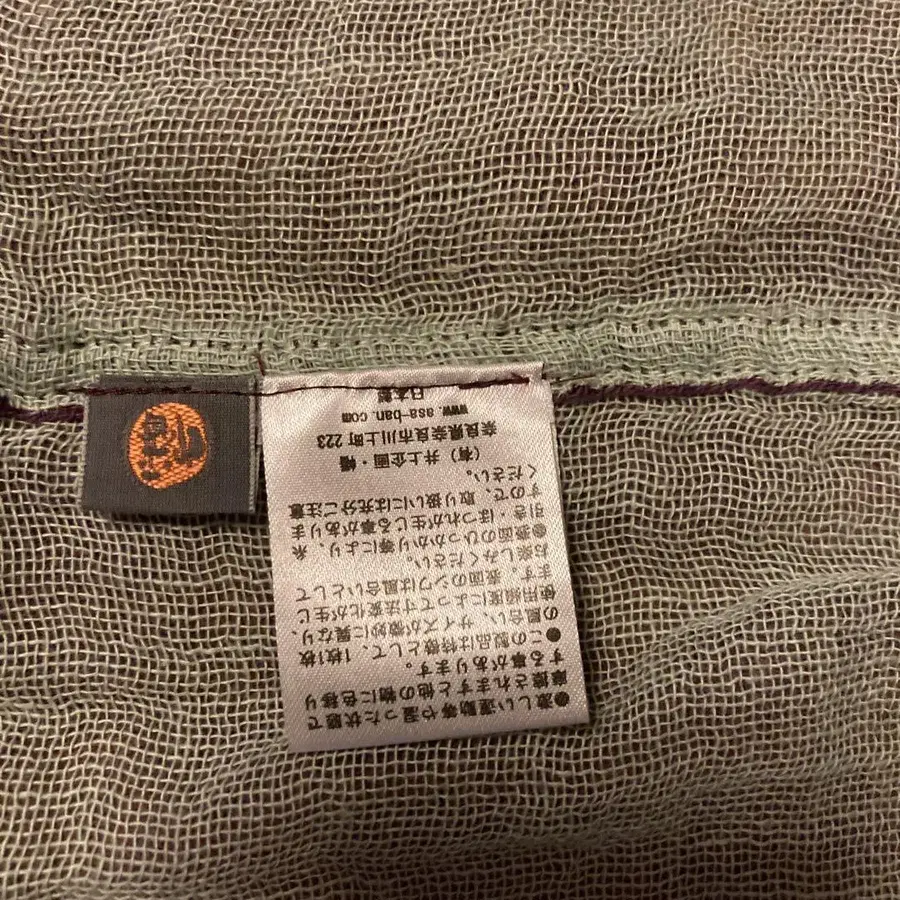 ●激しい運動等や湿った状態で
摩擦されますと他の物に色移り
する事があります。
●この製品は特徴として、1枚1枚
の風合い、サイズが微妙に異なり、
使用頻度によって寸法変化が生じ
ます。表面のシワは風合いとして
お楽しみください。
●表面のひっかかり等により、糸
引き・ほつれが生じる事がありま
すので、取り扱いには充分ご注意
ください。
(有)井上企画・幡
奈良県奈良市川上町223
www.asa-ban.com
日本製